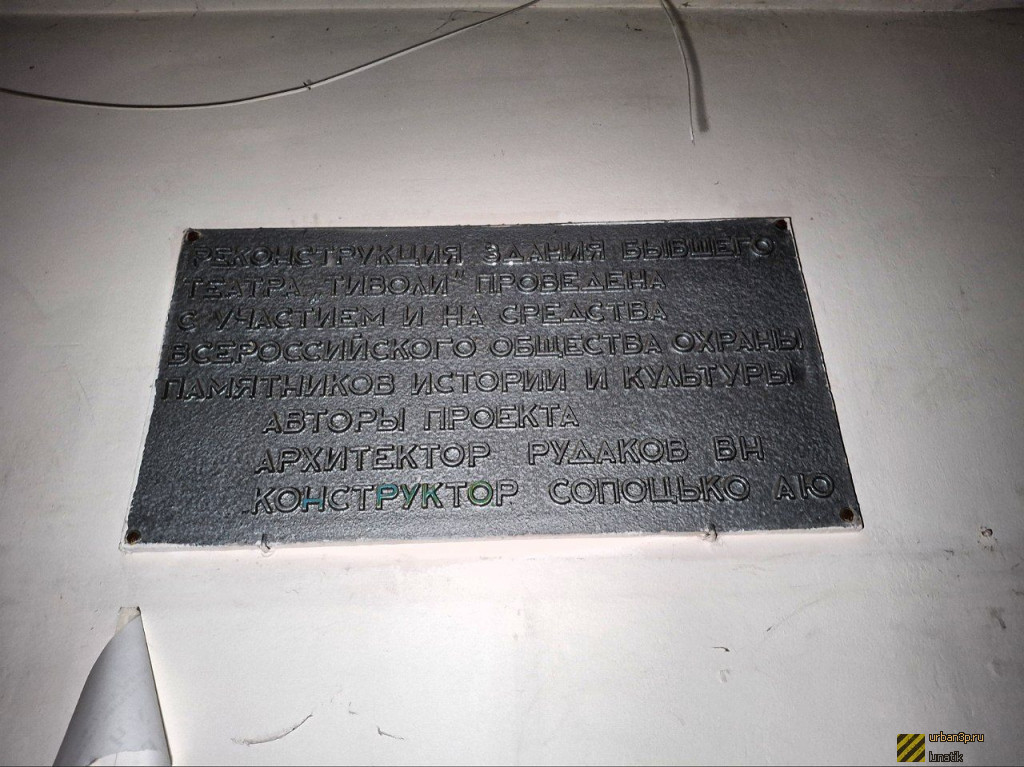 РЕКОНСТРУКЦИЯ ЗДАНИЯ БЫВШЕГО
ТЕАТРА "ТИВОЛИ" ПРОВЕДЕНА
С УЧАСТИЕМ И НА СРЕДСТВА
ВСЕРОССИЙСКОГО ОБЩЕСТВА ОХРАНЫ
ПАМЯТНИКОВ ИСТОРИИ И КУЛЬТУРЫ
АВТОРЫ ПРОЕКТА
АРХИТЕКТОР РУДАКОВ ВН
КОНСТРУКТОР СОПОЦЬКО АЮ
urban3p.ru
lunatik